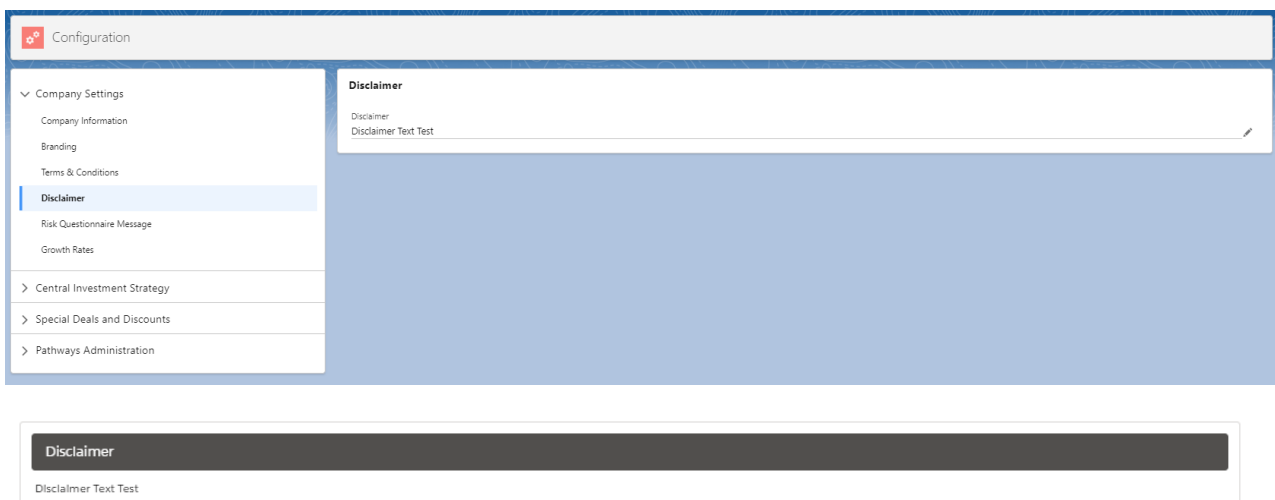 Configuration
Company Settings
Company Information
Branding
Terms & Conditions
Disclaimer
Risk Questionnaire Message
Growth Rates
Central Investment Strategy
Special Deals and Discounts
Pathways Administration
Disclaimer
Disclaimer
Disclaimer Text Test
Disclaimer
Disclaimer Text Test